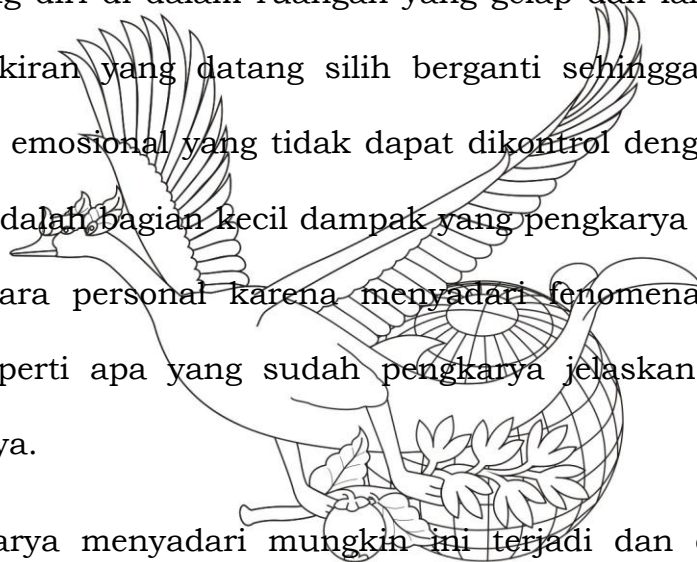 diri di dalam ruangan yang gelap dan
kiran yang datang silih berganti sehingga
emosional yang tidak dapat dikontrol deng
dalah bagian kecil dampak yang pengkarya
ara personal karena menyadari fenomena
perti apa yang sudah pengkarya jelaskan
ya.
arya menyadari mungkin ini terjadi dan